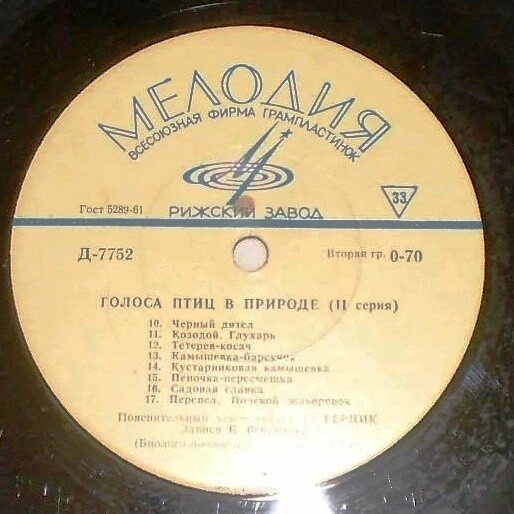 МЕЛОДИЯ
ВСЕСОЮЗНАЯ ФИРМА ГРАМПЛАСТИНОК
Гост 5289-61
РИЖСКИЙ ЗАВОД
33
Д-7752
Вторая гр. 0-70
ГОЛОСА ПТИЦ В ПРИРОДЕ (II серия)
10. Черный дятел
11. Козодой. Глухарь
12. Тетерев-косач
13. Камышевка-барсучок
14. Кустарниковая камышевка
15. Пеночка-пересмешка
16. Садовая славка
17. Перепел. Полевой жаворонок
Пояснительный текст
Записи Б.